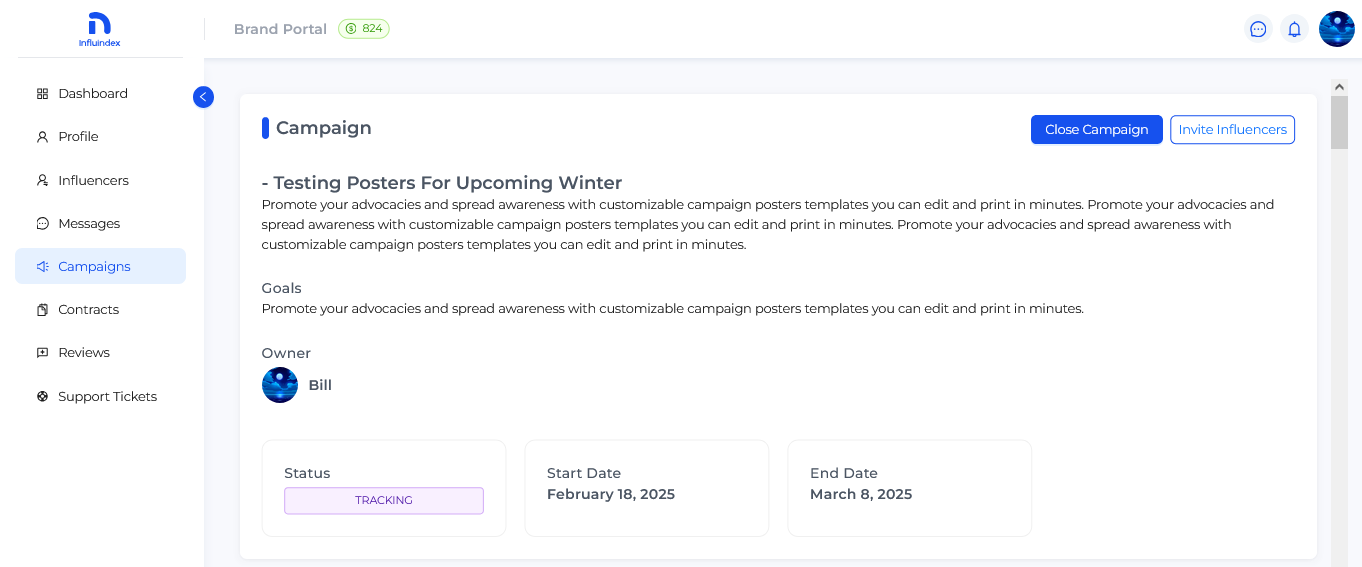 Influindex
Brand Portal
824
Dashboard
Profile
Influencers
Messages
Campaigns
Contracts
Reviews
Support Tickets
Campaign
Close Campaign
Invite Influencers
- Testing Posters For Upcoming Winter
Promote your advocacies and spread awareness with customizable campaign posters templates you can edit and print in minutes. Promote your advocacies and
spread awareness with customizable campaign posters templates you can edit and print in minutes. Promote your advocacies and spread awareness with
customizable campaign posters templates you can edit and print in minutes.
Goals
Promote your advocacies and spread awareness with customizable campaign posters templates you can edit and print in minutes.
Owner
Bill
Status
TRACKING
Start Date
February 18, 2025
End Date
March 8, 2025